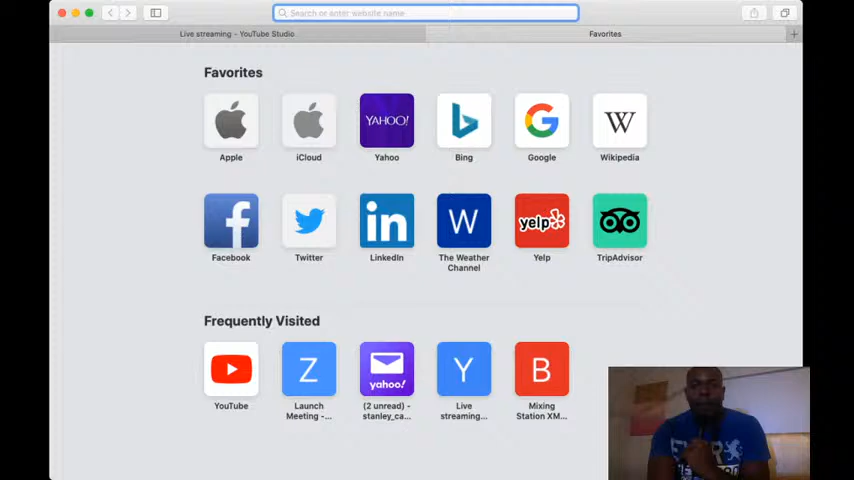 Search or enter website name
Live streaming - YouTube Studio
Favorites
Favorites
YAHOO!
W
Apple
iCloud
Yahoo
Bing
Google
Wikipedia
in
W
yelp
Facebook
Twitter
LinkedIn
The Weather
Channel
Yelp
TripAdvisor
Frequently Visited
Z
yahoo!
Y
B
YouTube
Launch
Meeting -...
(2 unread) -
stanley_ca...
Live
streaming...
Mixing
Station XM...